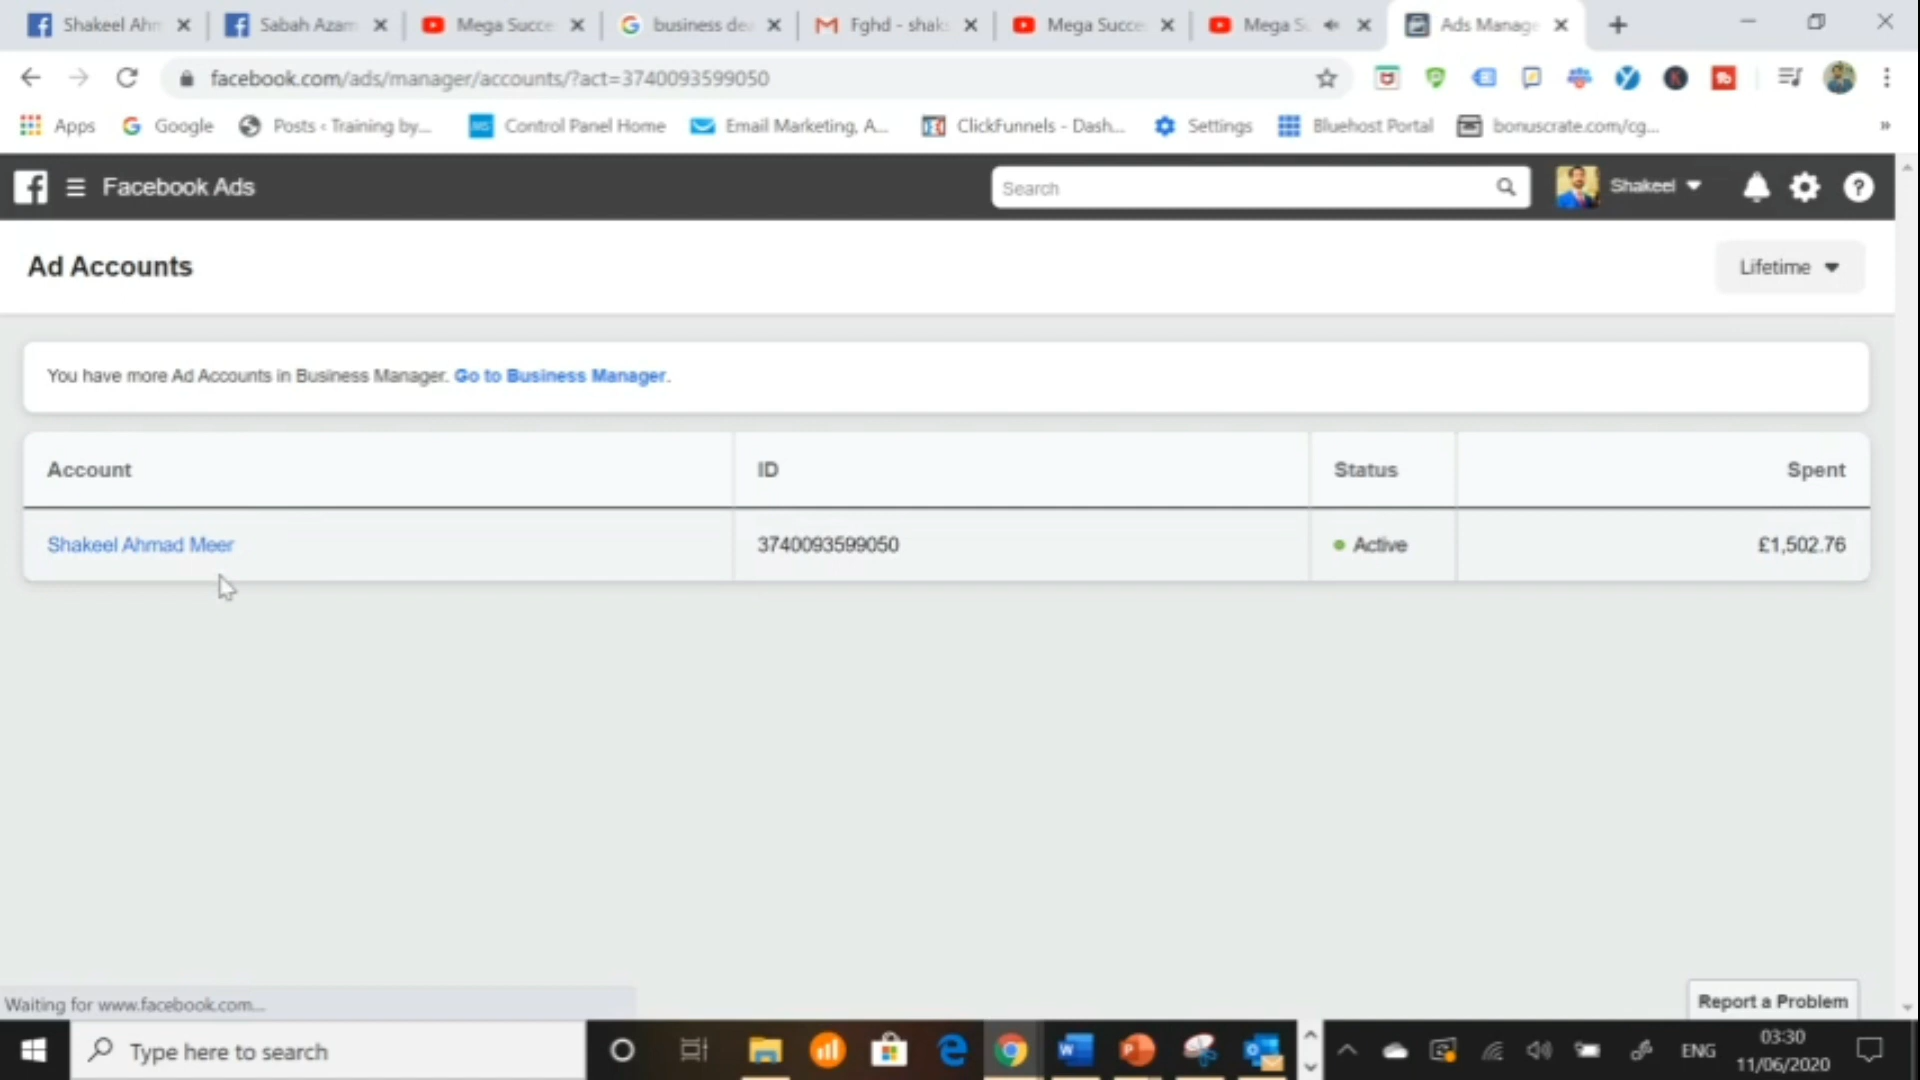 Shakeel Ahm
Sabah Azam
Mega Succe
business de
Fghd - shak
Mega Succe
Mega S
Ads Manage
facebook.com/ads/manager/accounts/?act=3740093599050
Apps
Google
Posts ‹ Training by...
Control Panel Home
Email Marketing, A...
ClickFunnels - Dash...
Settings
Bluehost Portal
bonuscrate.com/cg...
»
Facebook Ads
Search
Shakeel
Ad Accounts
Lifetime
You have more Ad Accounts in Business Manager. Go to Business Manager.
Account ID Status Spent
Shakeel Ahmad Meer 3740093599050 Active £1,502.76
Waiting for www.facebook.com...
Report a Problem
Type here to search
ENG
03:30
11/06/2020